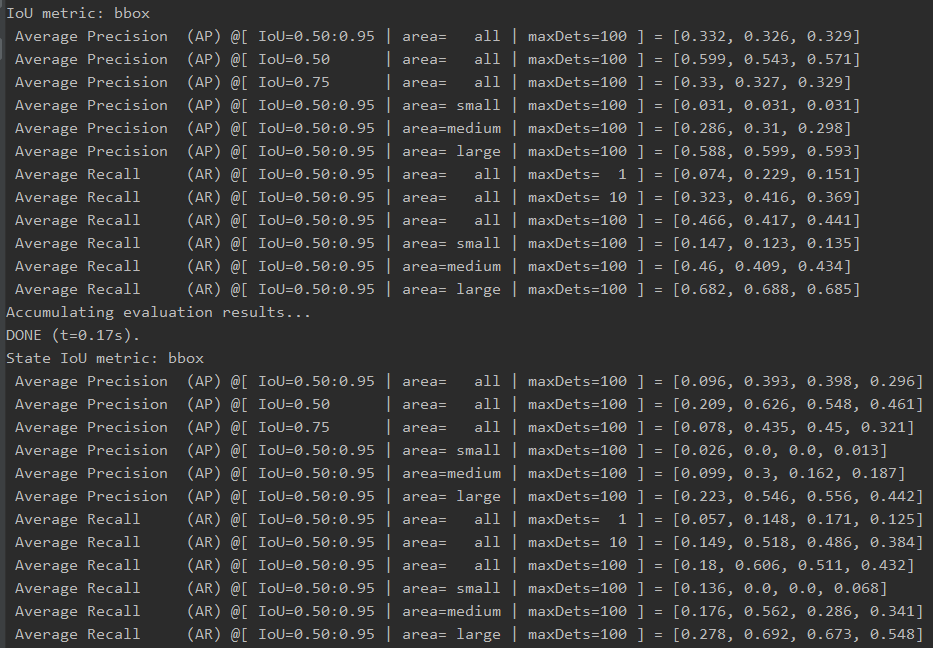 IoU metric: bbox
 Average Precision  (AP) @[ IoU=0.50:0.95 | area=   all | maxDets=100 ] = [0.332, 0.326, 0.329]
 Average Precision  (AP) @[ IoU=0.50      | area=   all | maxDets=100 ] = [0.599, 0.543, 0.571]
 Average Precision  (AP) @[ IoU=0.75      | area=   all | maxDets=100 ] = [0.33, 0.327, 0.329]
 Average Precision  (AP) @[ IoU=0.50:0.95 | area= small | maxDets=100 ] = [0.031, 0.031, 0.031]
 Average Precision  (AP) @[ IoU=0.50:0.95 | area=medium | maxDets=100 ] = [0.286, 0.31, 0.298]
 Average Precision  (AP) @[ IoU=0.50:0.95 | area= large | maxDets=100 ] = [0.588, 0.599, 0.593]
 Average Recall     (AR) @[ IoU=0.50:0.95 | area=   all | maxDets=  1 ] = [0.074, 0.229, 0.151]
 Average Recall     (AR) @[ IoU=0.50:0.95 | area=   all | maxDets= 10 ] = [0.323, 0.416, 0.369]
 Average Recall     (AR) @[ IoU=0.50:0.95 | area=   all | maxDets=100 ] = [0.466, 0.417, 0.441]
 Average Recall     (AR) @[ IoU=0.50:0.95 | area= small | maxDets=100 ] = [0.147, 0.123, 0.135]
 Average Recall     (AR) @[ IoU=0.50:0.95 | area=medium | maxDets=100 ] = [0.46, 0.409, 0.434]
 Average Recall     (AR) @[ IoU=0.50:0.95 | area= large | maxDets=100 ] = [0.682, 0.688, 0.685]
Accumulating evaluation results...
DONE (t=0.17s).
State IoU metric: bbox
 Average Precision  (AP) @[ IoU=0.50:0.95 | area=   all | maxDets=100 ] = [0.096, 0.393, 0.398, 0.296]
 Average Precision  (AP) @[ IoU=0.50      | area=   all | maxDets=100 ] = [0.209, 0.626, 0.548, 0.461]
 Average Precision  (AP) @[ IoU=0.75      | area=   all | maxDets=100 ] = [0.078, 0.435, 0.45, 0.321]
 Average Precision  (AP) @[ IoU=0.50:0.95 | area= small | maxDets=100 ] = [0.026, 0.0, 0.0, 0.013]
 Average Precision  (AP) @[ IoU=0.50:0.95 | area=medium | maxDets=100 ] = [0.099, 0.3, 0.162, 0.187]
 Average Precision  (AP) @[ IoU=0.50:0.95 | area= large | maxDets=100 ] = [0.223, 0.546, 0.556, 0.442]
 Average Recall     (AR) @[ IoU=0.50:0.95 | area=   all | maxDets=  1 ] = [0.057, 0.148, 0.171, 0.125]
 Average Recall     (AR) @[ IoU=0.50:0.95 | area=   all | maxDets= 10 ] = [0.149, 0.518, 0.486, 0.384]
 Average Recall     (AR) @[ IoU=0.50:0.95 | area=   all | maxDets=100 ] = [0.18, 0.606, 0.511, 0.432]
 Average Recall     (AR) @[ IoU=0.50:0.95 | area= small | maxDets=100 ] = [0.136, 0.0, 0.0, 0.068]
 Average Recall     (AR) @[ IoU=0.50:0.95 | area=medium | maxDets=100 ] = [0.176, 0.562, 0.286, 0.341]
 Average Recall     (AR) @[ IoU=0.50:0.95 | area= large | maxDets=100 ] = [0.278, 0.692, 0.673, 0.548]